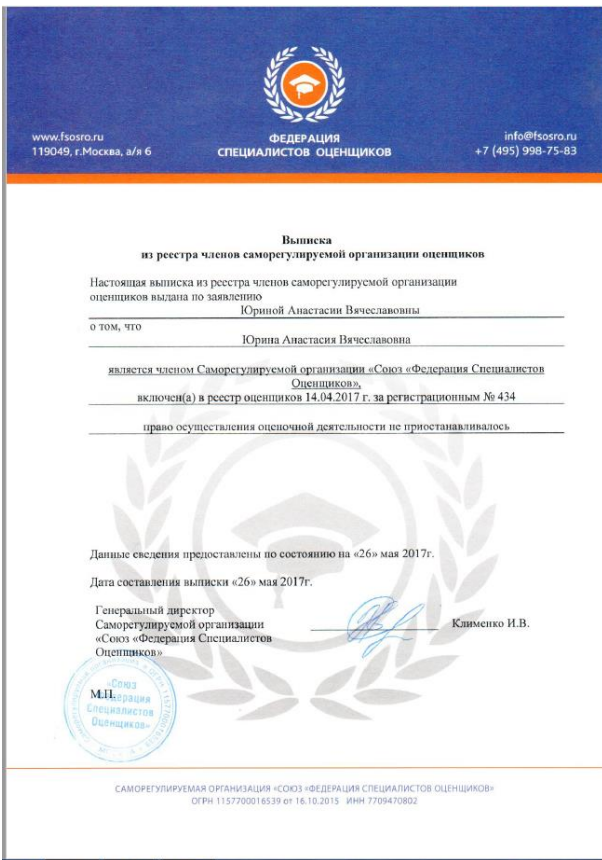 www.fsosro.ru
119049, г.Москва, а/я 6
ФЕДЕРАЦИЯ
СПЕЦИАЛИСТОВ ОЦЕНЩИКОВ
info@fsosro.ru
+7 (495) 998-75-83
Выписка
из реестра членов саморегулируемой организации оценщиков
Настоящая выписка из реестра членов саморегулируемой организации
оценщиков выдана по заявлению
Юриной Анастасии Вячеславовны
о том, что
Юрина Анастасия Вячеславовна
является членом Саморегулируемой организации «Союз «Федерация Специалистов
Оценщиков»,
включен(а) в реестр оценщиков 14.04.2017 г. за регистрационным № 434
право осуществления оценочной деятельности не приостанавливалось
Данные сведения предоставлены по состоянию на «26» мая 2017г.
Дата составления выписки «26» мая 2017г.
Генеральный директор
Саморегулируемой организации
«Союз «Федерация Специалистов
Оценщиков»
Клименко И.В.
М.П.
«Союз
Федерация
Специалистов
Оценщиков»
САМОРЕГУЛИРУЕМАЯ ОРГАНИЗАЦИЯ «СОЮЗ «ФЕДЕРАЦИЯ СПЕЦИАЛИСТОВ ОЦЕНЩИКОВ»
ОГРН 1157700016539 от 16.10.2015 ИНН 7709470802